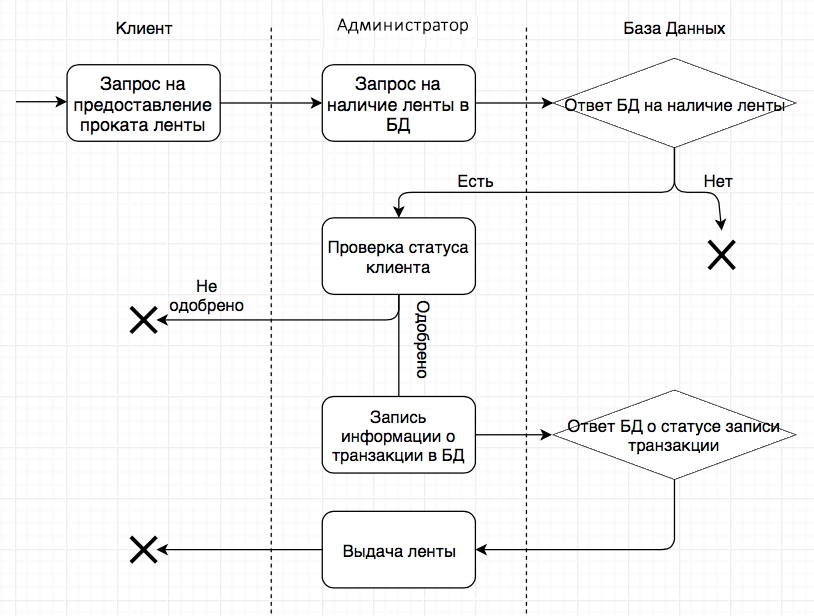 Клиент
Администратор
База Данных
Запрос на
предоставление
проката ленты
Запрос на
наличие ленты в
БД
Ответ БД на наличие ленты
Есть
Нет
Проверка статуса
клиента
Не
одобрено
Одобрено
Запись
информации о
транзакции в БД
Ответ БД о статусе записи
транзакции
Выдача ленты